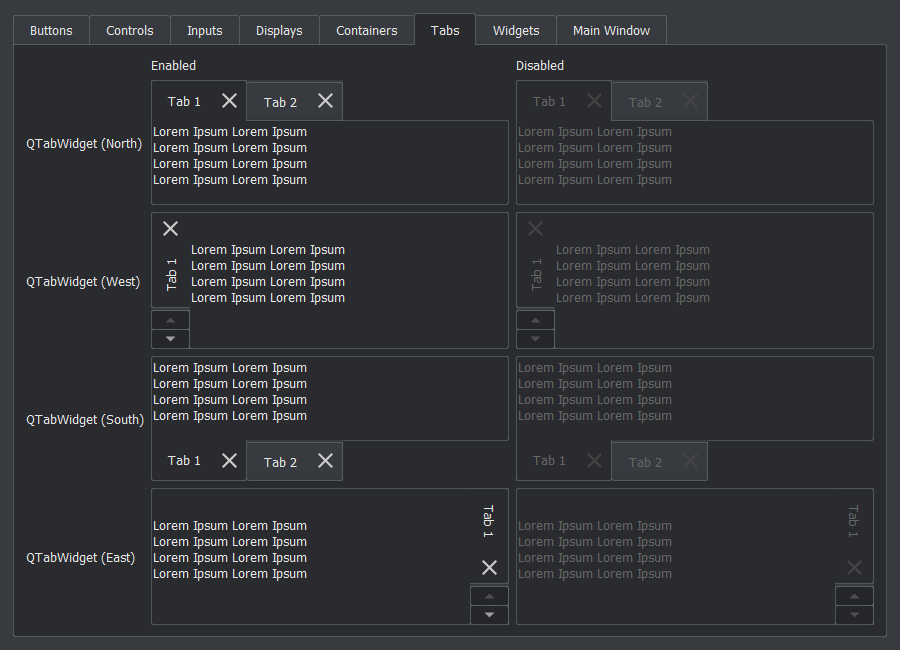 Buttons Controls Inputs Displays Containers Tabs Widgets Main Window
Enabled Disabled
Tab 1 Tab 2 Tab 1 Tab 2
QTabWidget (North)
Lorem Ipsum Lorem Ipsum
Lorem Ipsum Lorem Ipsum
Lorem Ipsum Lorem Ipsum
Lorem Ipsum Lorem Ipsum
Lorem Ipsum Lorem Ipsum
Lorem Ipsum Lorem Ipsum
Lorem Ipsum Lorem Ipsum
Lorem Ipsum Lorem Ipsum
QTabWidget (West)
Tab 1
Lorem Ipsum Lorem Ipsum
Lorem Ipsum Lorem Ipsum
Lorem Ipsum Lorem Ipsum
Lorem Ipsum Lorem Ipsum
Tab 1
Lorem Ipsum Lorem Ipsum
Lorem Ipsum Lorem Ipsum
Lorem Ipsum Lorem Ipsum
Lorem Ipsum Lorem Ipsum
QTabWidget (South)
Lorem Ipsum Lorem Ipsum
Lorem Ipsum Lorem Ipsum
Lorem Ipsum Lorem Ipsum
Lorem Ipsum Lorem Ipsum
Lorem Ipsum Lorem Ipsum
Lorem Ipsum Lorem Ipsum
Lorem Ipsum Lorem Ipsum
Lorem Ipsum Lorem Ipsum
Tab 1 Tab 2 Tab 1 Tab 2
QTabWidget (East)
Lorem Ipsum Lorem Ipsum
Lorem Ipsum Lorem Ipsum
Lorem Ipsum Lorem Ipsum
Lorem Ipsum Lorem Ipsum
Tab 1
Lorem Ipsum Lorem Ipsum
Lorem Ipsum Lorem Ipsum
Lorem Ipsum Lorem Ipsum
Lorem Ipsum Lorem Ipsum
Tab 1